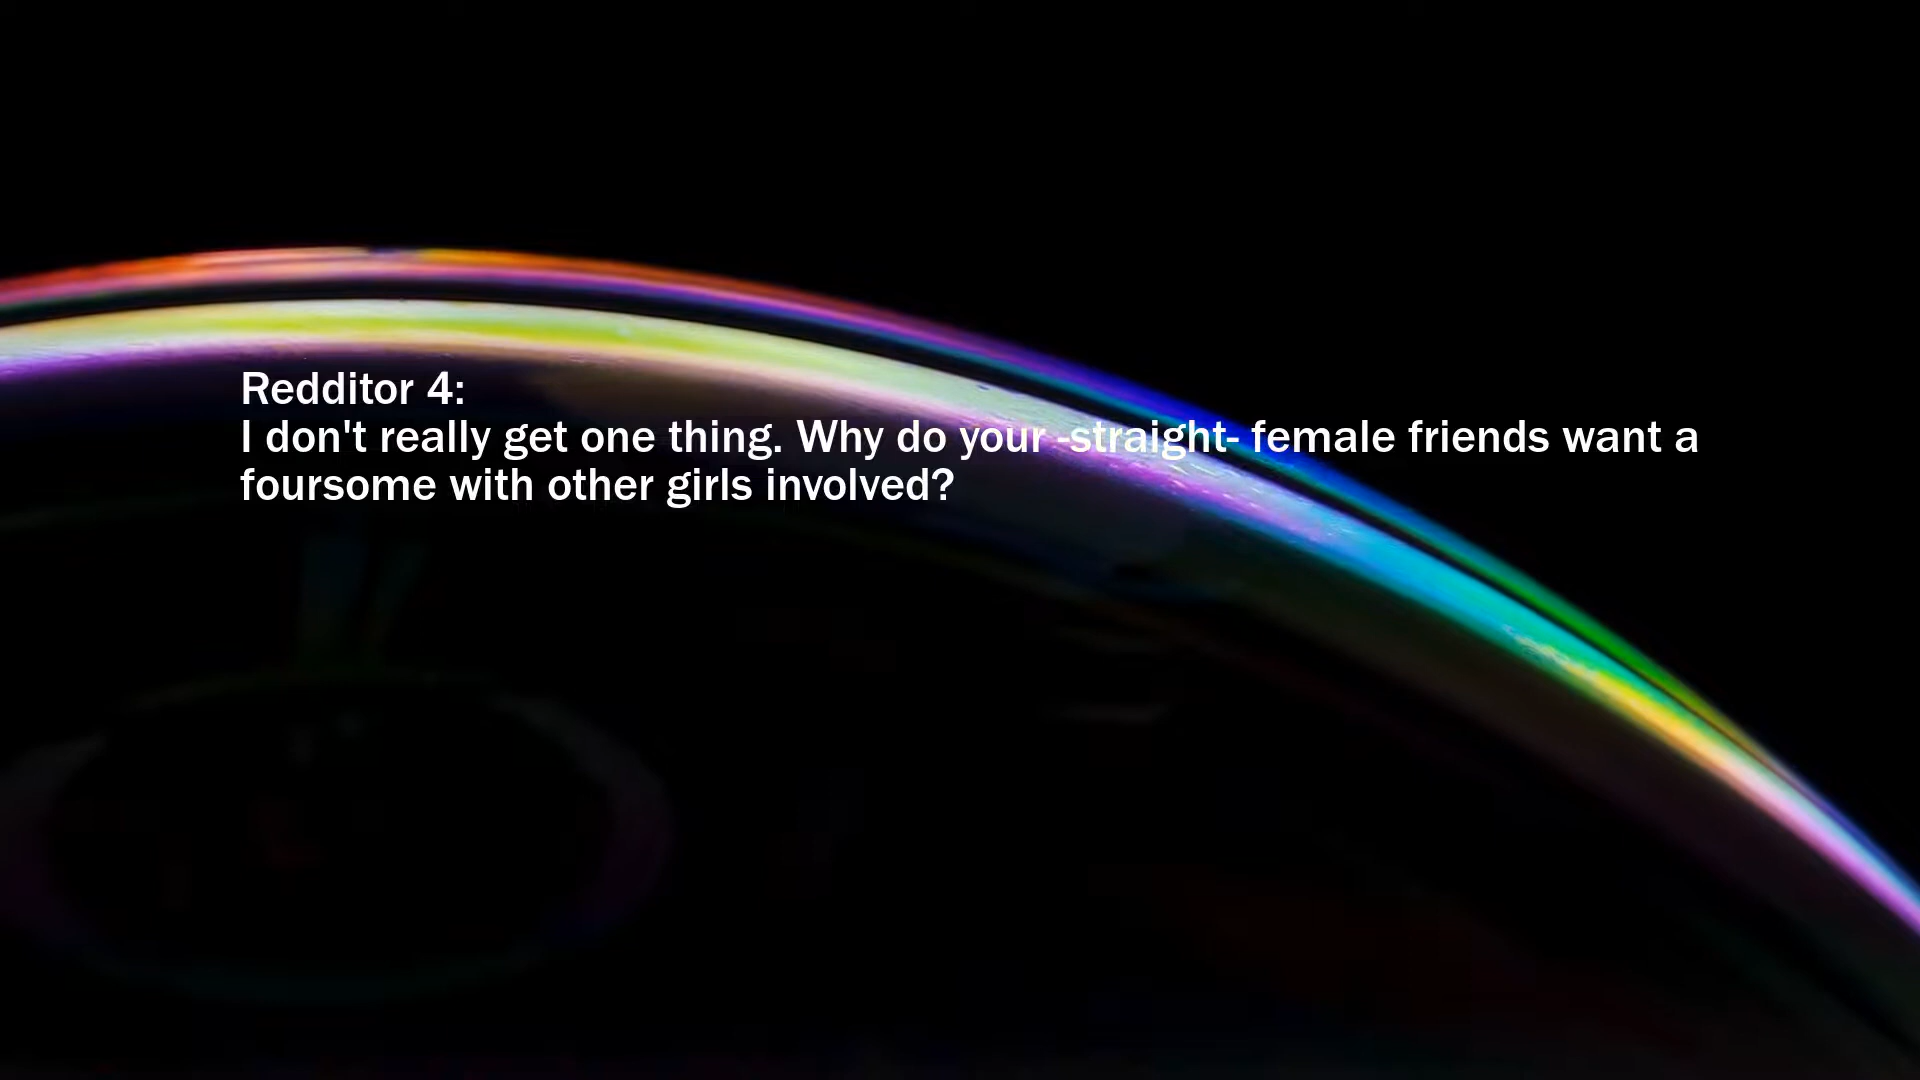 Redditor 4:
I don't really get one thing. Why do your -straight- female friends want a
foursome with other girls involved?